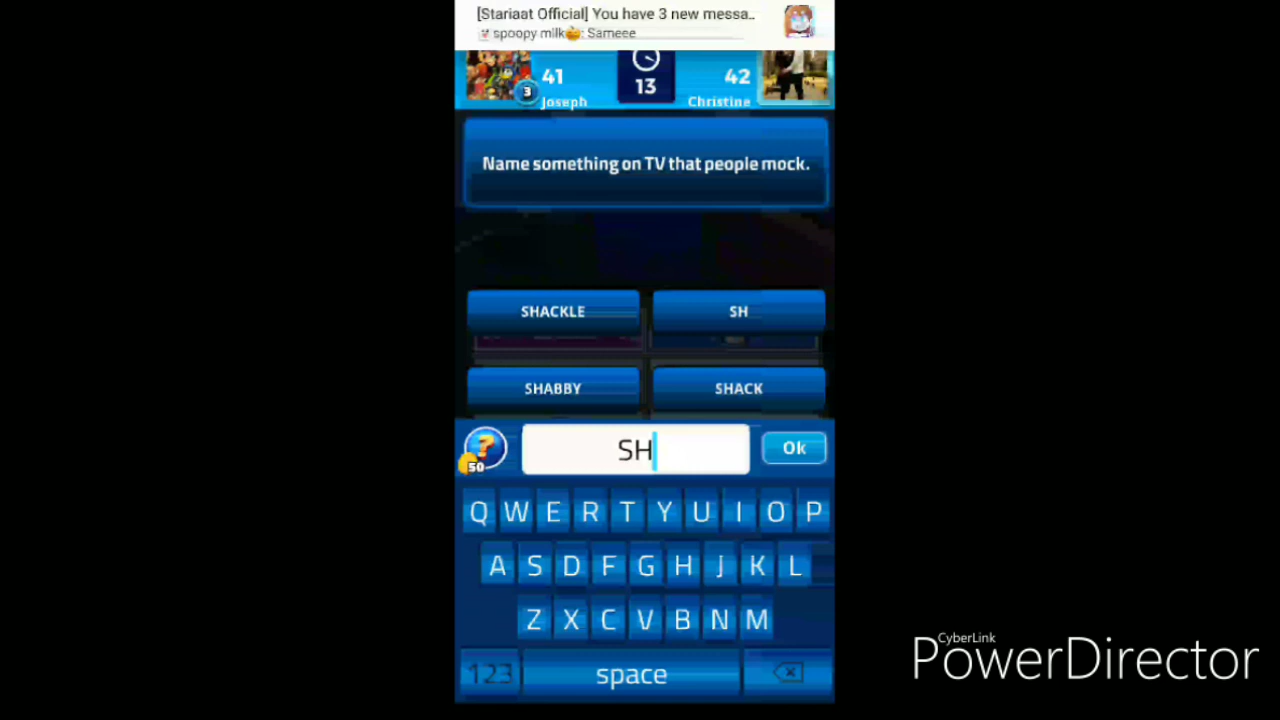 [Stariaat Official] You have 3 new messa..
spoopy milk🎃: Sameee
41
42
13
3
Joseph
Christine
Name something on TV that people mock.
SHACKLE
SH
SHABBY
SHACK
50
SH
Ok
Q W E R T Y U I O P
A S D F G H J K L
Z X C V B N M
123
space
CyberLink
PowerDirector